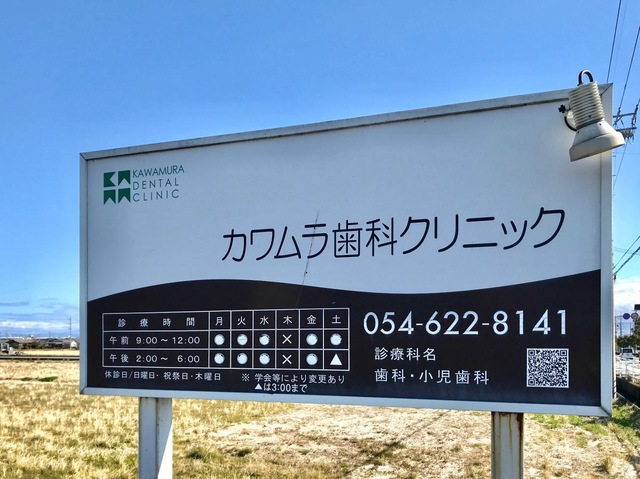 KAWAMURA
DENTAL
CLINIC
カワムラ歯科クリニック
診療時間 月 火 水 木 金 土
午前 9:00～12:00 ● ● ● × ● ●
午後 2:00～ 6:00 ● ● ● × ● ▲
休診日/日曜日・祝祭日・木曜日 ※ 学会等により変更あり
▲は3:00まで
054-622-8141
診療科名
歯科・小児歯科